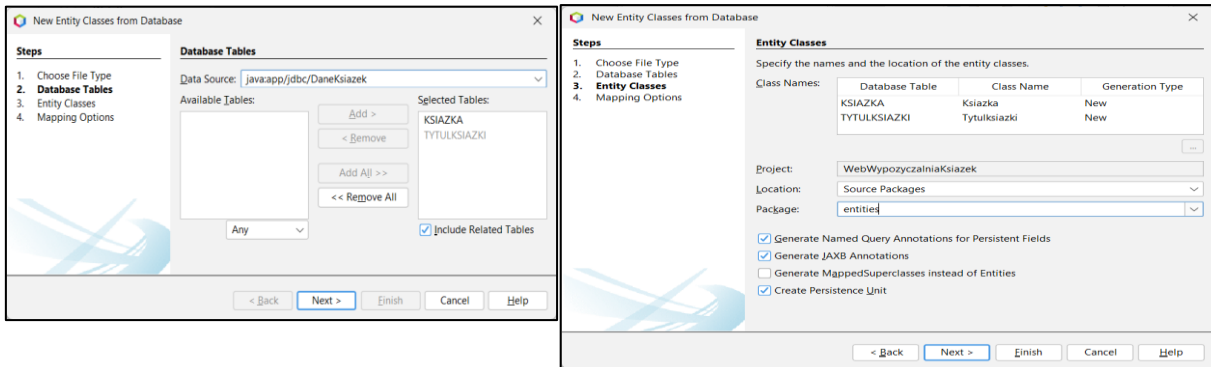 New Entity Classes from Database
Steps
1. Choose File Type
2. Database Tables
3. Entity Classes
4. Mapping Options
Database Tables
Data Source: java:app/jdbc/DaneKsiazek
Available Tables:
Add >
< Remove
Add All >>
<< Remove All
Any
Selected Tables:
KSIAZKA
TYTULKSIAZKI
Include Related Tables
< Back Next > Finish Cancel Help
New Entity Classes from Database
Steps
1. Choose File Type
2. Database Tables
3. Entity Classes
4. Mapping Options
Entity Classes
Specify the names and the location of the entity classes.
Class Names:
Database Table Class Name Generation Type
KSIAZKA Ksiazka New
TYTULKSIAZKI Tytulksiazki New
...
Project: WebWypozyczalniaKsiazek
Location: Source Packages
Package: entities
Generate Named Query Annotations for Persistent Fields
Generate JAXB Annotations
Generate MappedSuperclasses instead of Entities
Create Persistence Unit
< Back Next > Finish Cancel Help